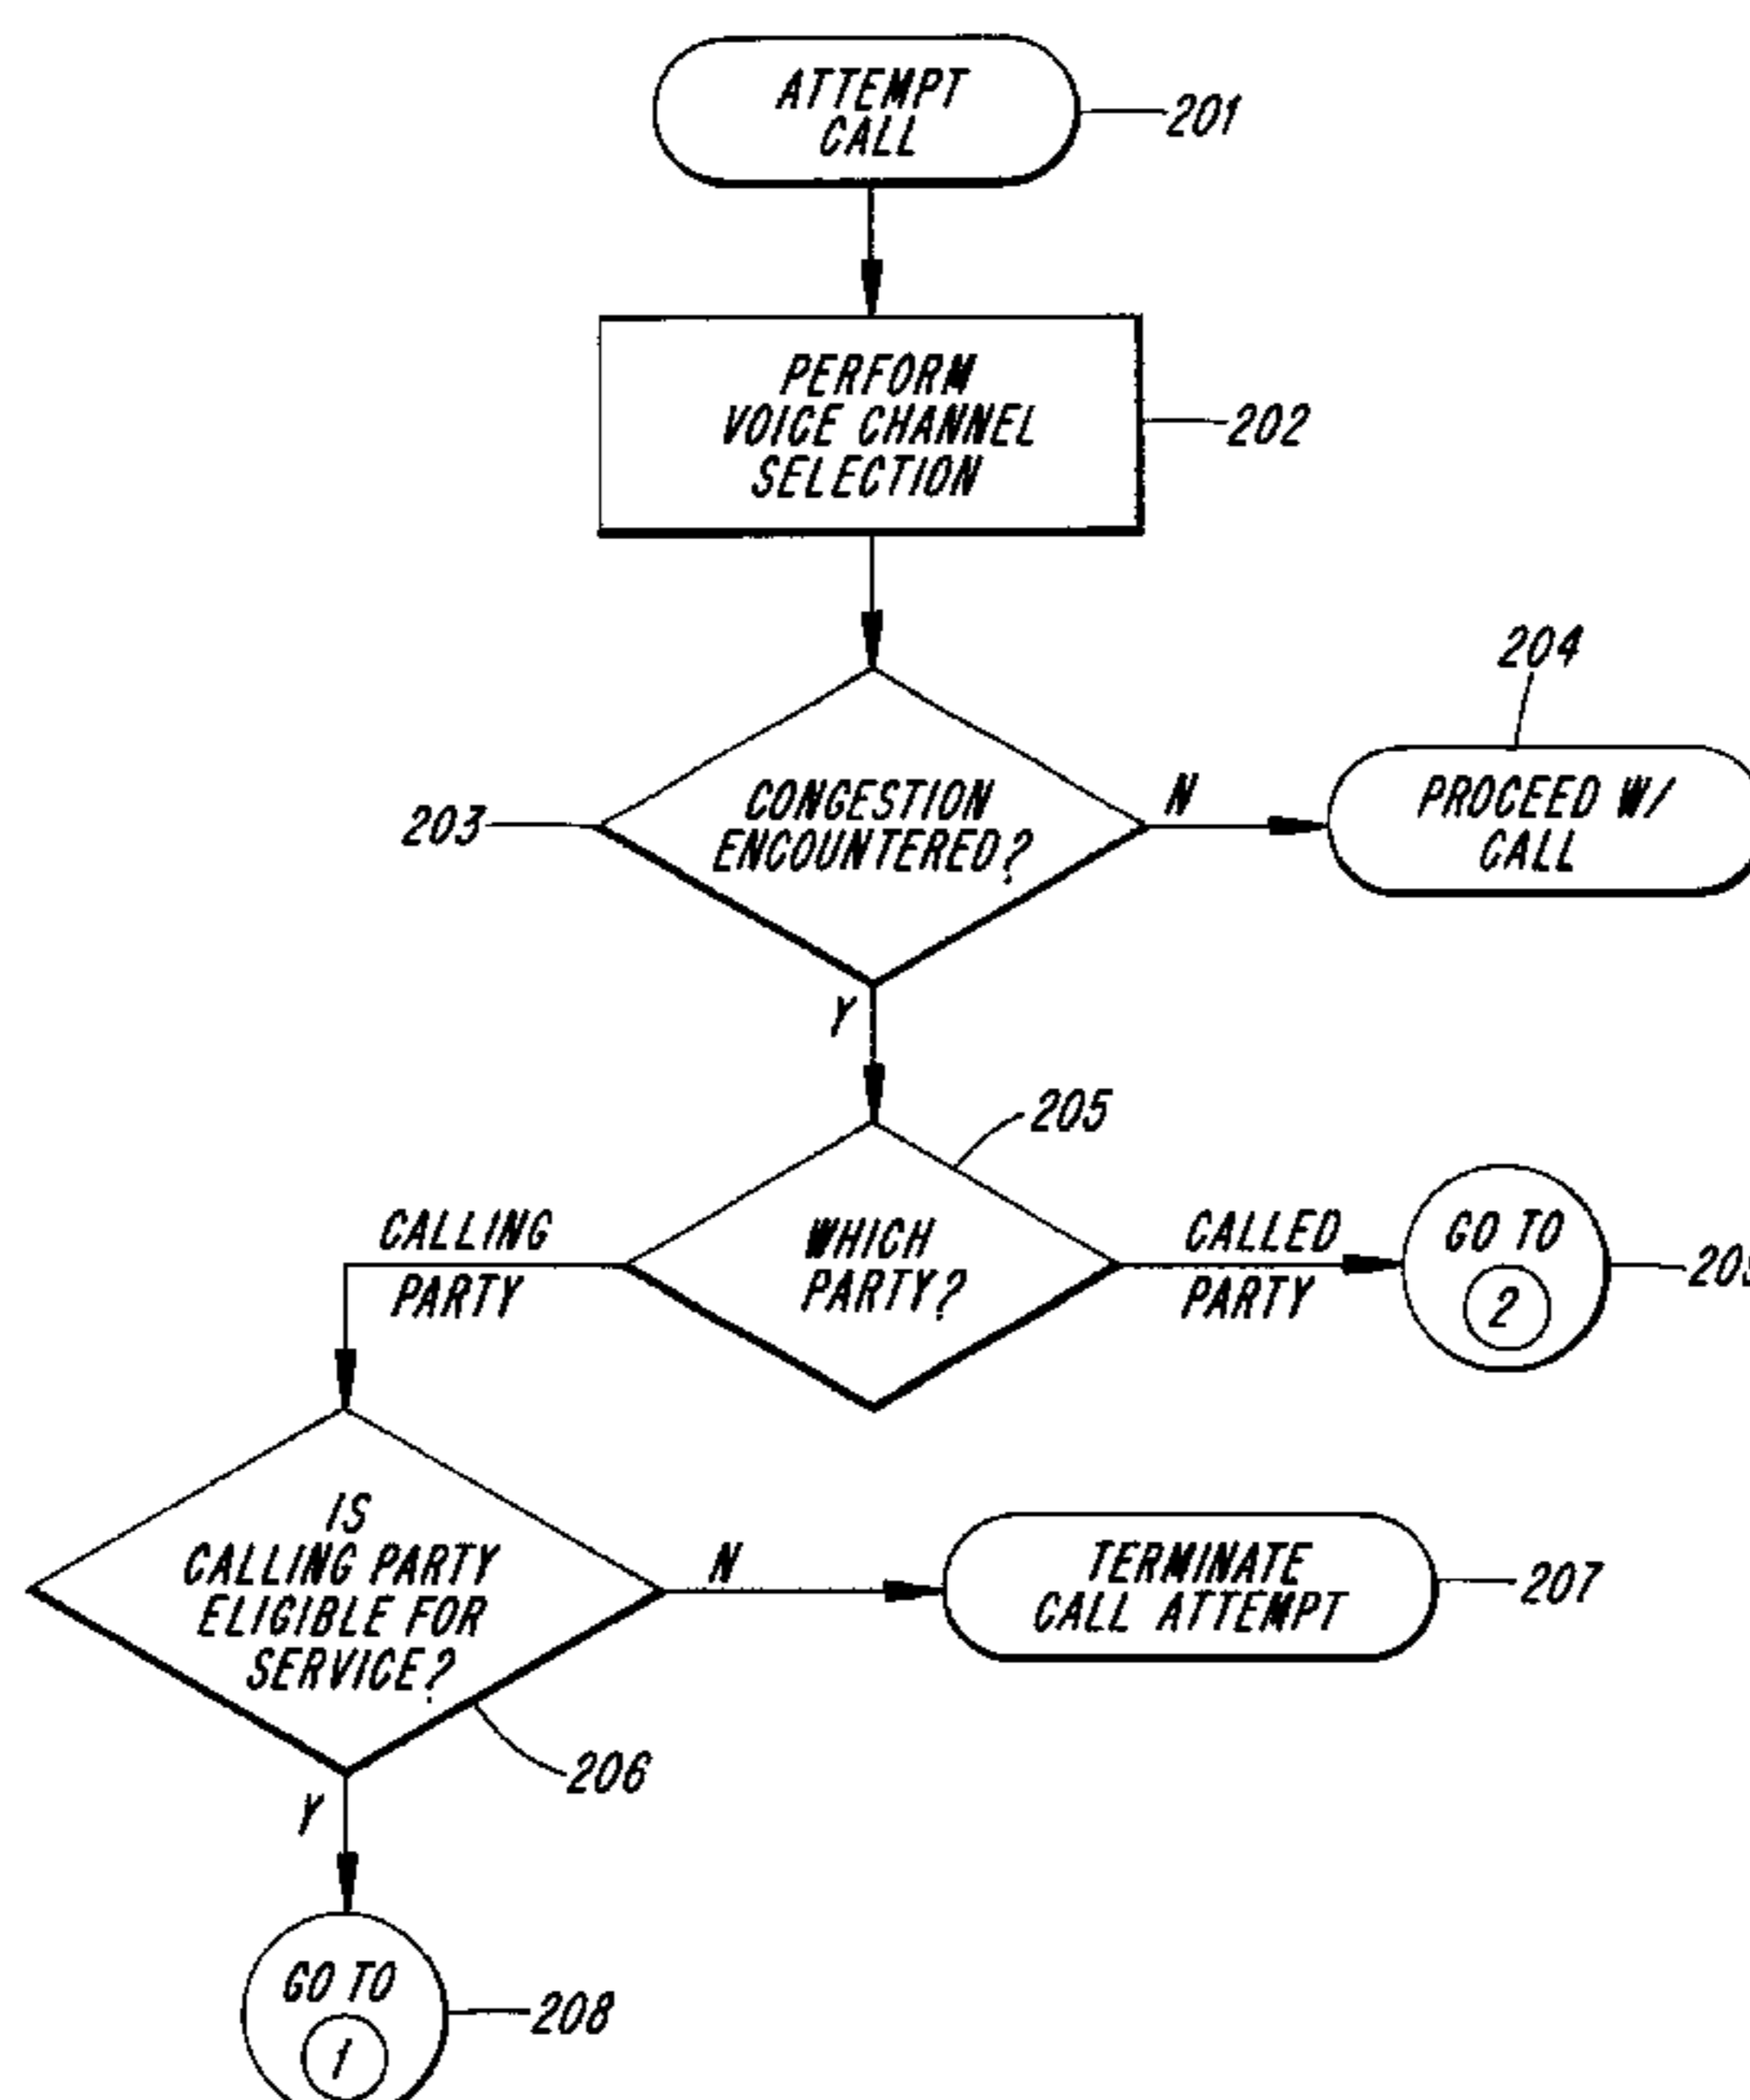 ATTEMPT
CALL
201
PERFORM
VOICE CHANNEL
SELECTION
202
204
CONGESTION
ENCOUNTERED?
203
N
PROCEED W/
CALL
Y
205
CALLING
PARTY
WHICH
PARTY?
CALLED
PARTY
GO TO
2
IS
CALLING PARTY
ELIGIBLE FOR
SERVICE?
N
TERMINATE
CALL ATTEMPT
207
206
Y
GO TO
1
208